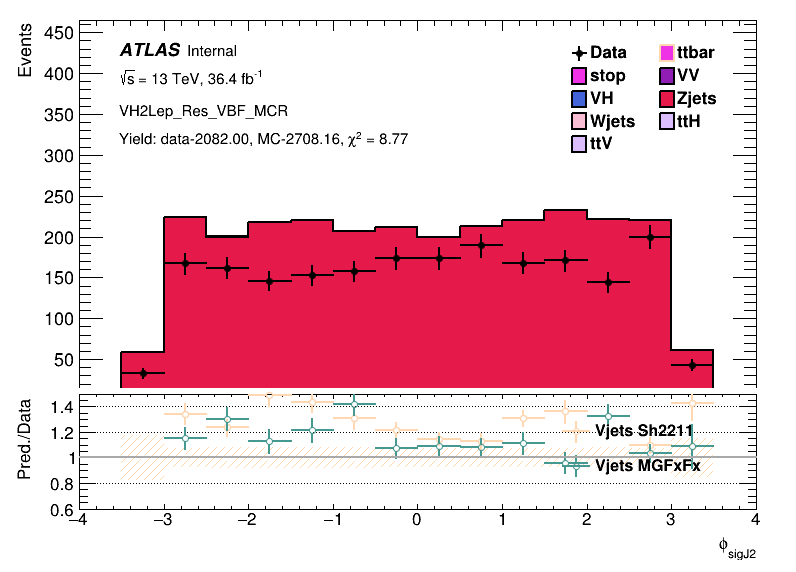 Events
450
400
350
300
250
200
150
100
50
ATLAS Internal
√s = 13 TeV, 36.4 fb⁻¹
VH2Lep_Res_VBF_MCR
Yield: data-2082.00, MC-2708.16, χ² = 8.77
Data ttbar
stop VV
VH Zjets
Wjets ttH
ttV
Pred./Data
1.4
1.2
1
0.8
0.6
Vjets Sh2211
Vjets MGFxFx
−4 −3 −2 −1 0 1 2 3 4
ϕsigJ2